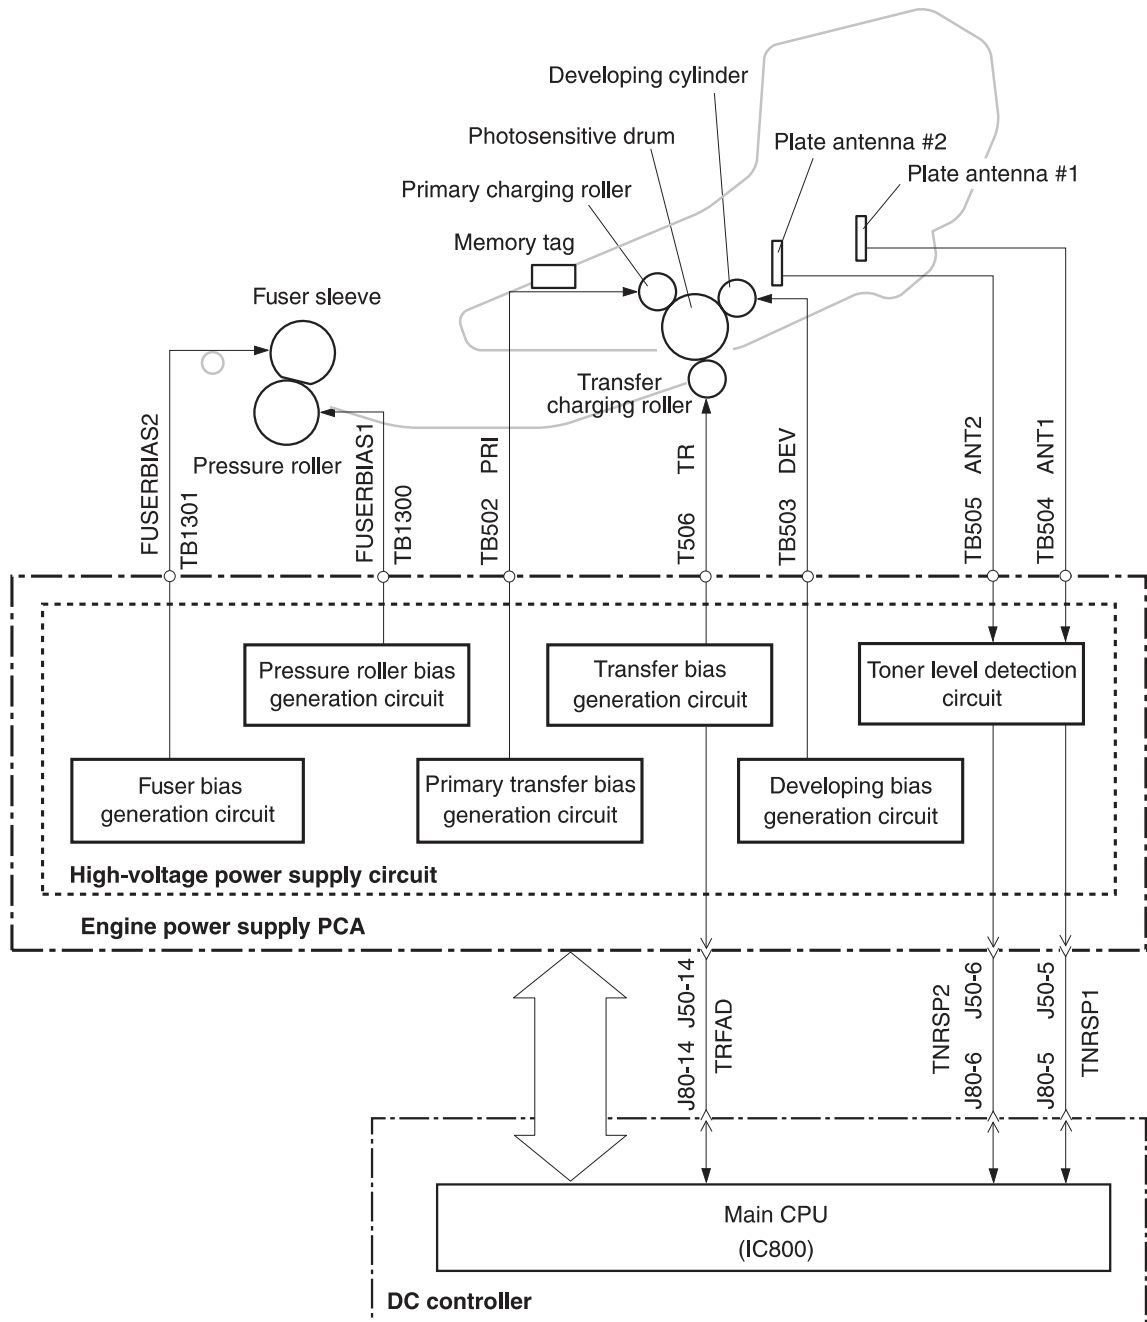 Developing cylinder
Photosensitive drum
Plate antenna #2
Plate antenna #1
Primary charging roller
Memory tag
Fuser sleeve
Transfer
charging roller
Pressure roller
FUSERBIAS2
TB1301
FUSERBIAS1
TB1300
TB502 PRI
T506 TR
TB503 DEV
TB505 ANT2
TB504 ANT1
Pressure roller bias
generation circuit
Transfer bias
generation circuit
Toner level detection
circuit
Fuser bias
generation circuit
Primary transfer bias
generation circuit
Developing bias
generation circuit
High-voltage power supply circuit
Engine power supply PCA
J80-14 J50-14
TRFAD
TNRSP2
J80-6 J50-6
J80-5 J50-5
TNRSP1
Main CPU
(IC800)
DC controller